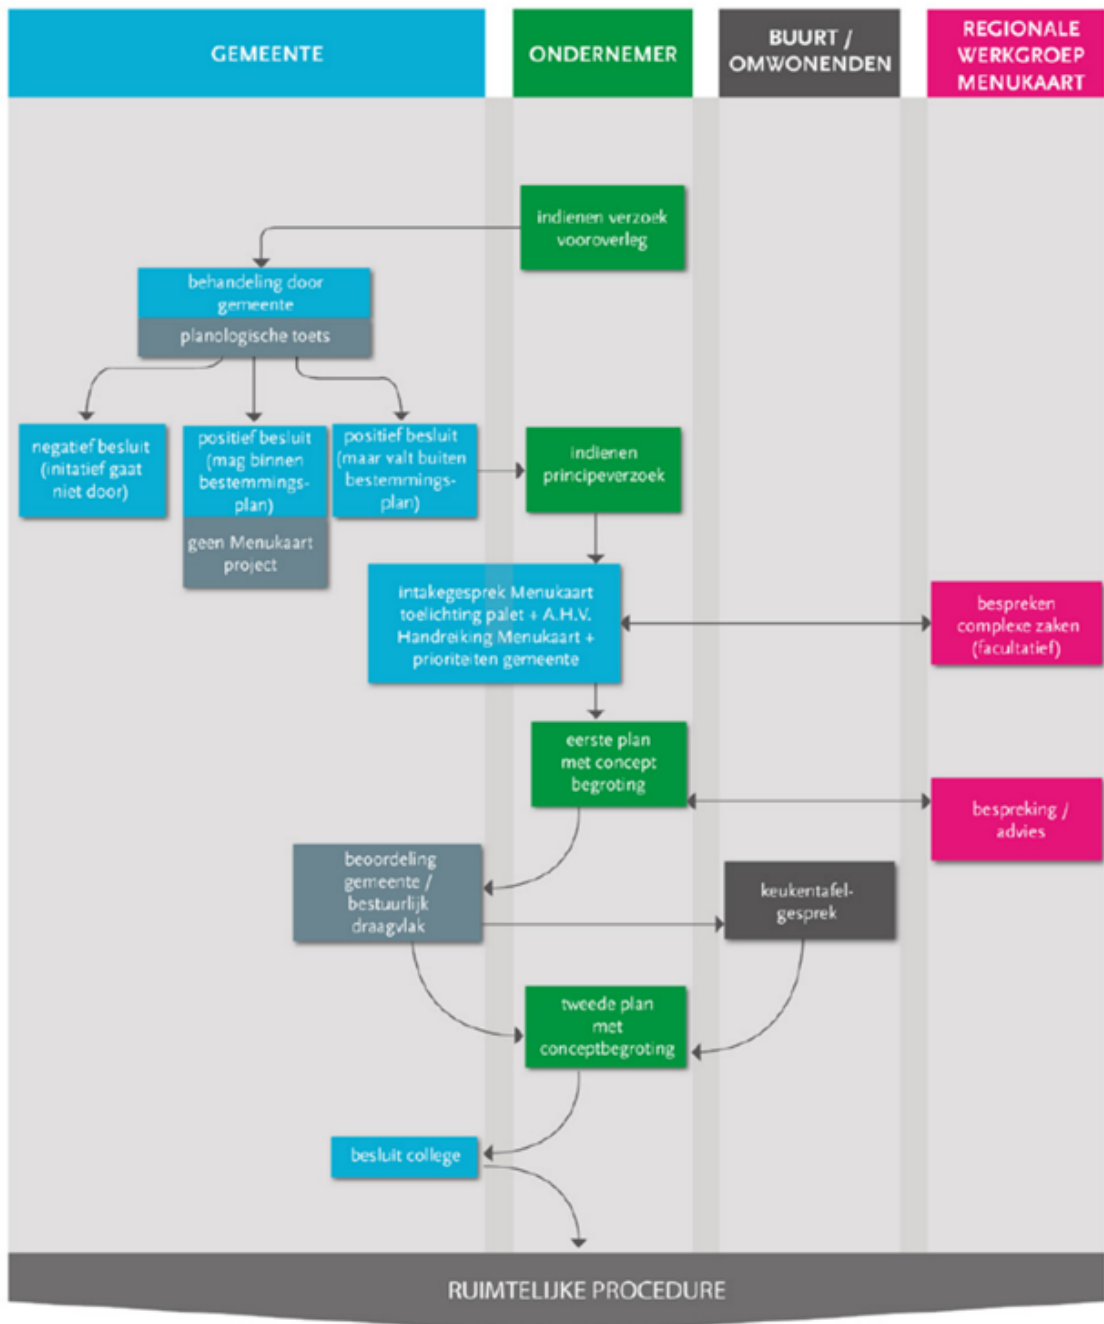 GEMEENTE
ONDERNEMER
BUURT /
OMWONENDEN
REGIONALE
WERKGROEP
MENUKAART
indienen verzoek
vooroverleg
behandeling door
gemeente
planologische toets
negatief besluit
(initatief gaat
niet door)
positief besluit
(mag binnen
bestemmings-
plan)
geen Menukaart
project
positief besluit
(maar valt buiten
bestemmings-
plan)
indienen
principeverzoek
intakegesprek Menukaart
toelichting palet + A.H.V.
Handreiking Menukaart +
prioriteiten gemeente
bespreken
complexe zaken
(facultatief)
eerste plan
met concept
begroting
bespreking /
advies
beoordeling
gemeente /
bestuurlijk
draagvlak
keukentafel-
gesprek
tweede plan
met
conceptbegroting
besluit college
RUIMTELIJKE PROCEDURE